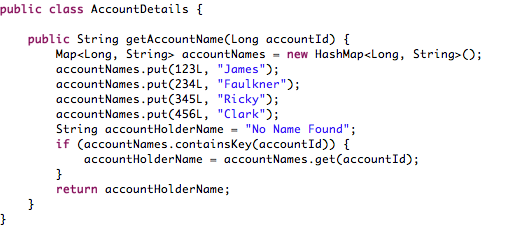 public class AccountDetails {
public String getAccountName(Long accountId) {
Map<Long, String> accountNames = new HashMap<Long, String>();
accountNames.put(123L, "James");
accountNames.put(234L, "Faulkner");
accountNames.put(345L, "Ricky");
accountNames.put(456L, "Clark");
String accountHolderName = "No Name Found";
if (accountNames.containsKey(accountId)) {
accountHolderName = accountNames.get(accountId);
}
return accountHolderName;
}
}